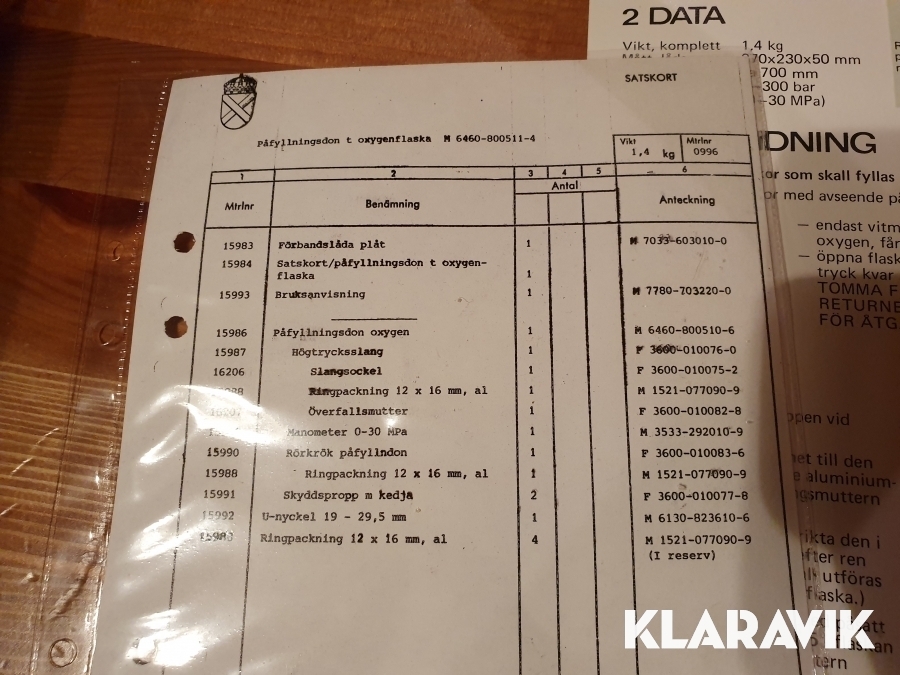 2 DATA
Vikt, komplett 1,4 kg
70x230x50 mm
700 mm
300 bar
30 MPa)
SATSKORT
Påfyllningsdon t oxygenflaska M 6460-800511-4
Vikt 1,4 kg
Mtrlnr 0996
1 2 3 4 5 6
Mtrlnr Benämning Antal Anteckning
15983 Förbandslåda plåt 1 M 7033-603010-0
15984 Satskort/påfyllningsdon t oxygen-
flaska 1
15993 Bruksanvisning 1 M 7780-703220-0
15986 Påfyllningsdon oxygen 1 M 6460-800510-6
15987 Högtrycksslang 1 F 3600-010076-0
16206 Slangsockel 1 F 3600-010075-2
Ringpackning 12 x 16 mm, al 1 M 1521-077090-9
Överfallsmutter 1 F 3600-010082-8
Manometer 0-30 MPa 1 M 3533-292010-9
15990 Rörkrök påfyllndon 1 F 3600-010083-6
15988 Ringpackning 12 x 16 mm, al 1 M 1521-077090-9
15991 Skyddspropp m kedja 2 F 3600-010077-8
15992 U-nyckel 19 - 29,5 mm 1 M 6130-823610-6
Ringpackning 12 x 16 mm, al 4 M 1521-077090-9
(I reserv)
DNING
or som skall fyllas
or med avseende på
— endast vitm
oxygen, får
— öppna flask
tryck kvar
TOMMA F
RETURNE
FÖR ÅTG
ppen vid
et till den
aluminium-
gsmuttern
ikta den i
fter ren
utföras
flaska.)
KLARAVIK